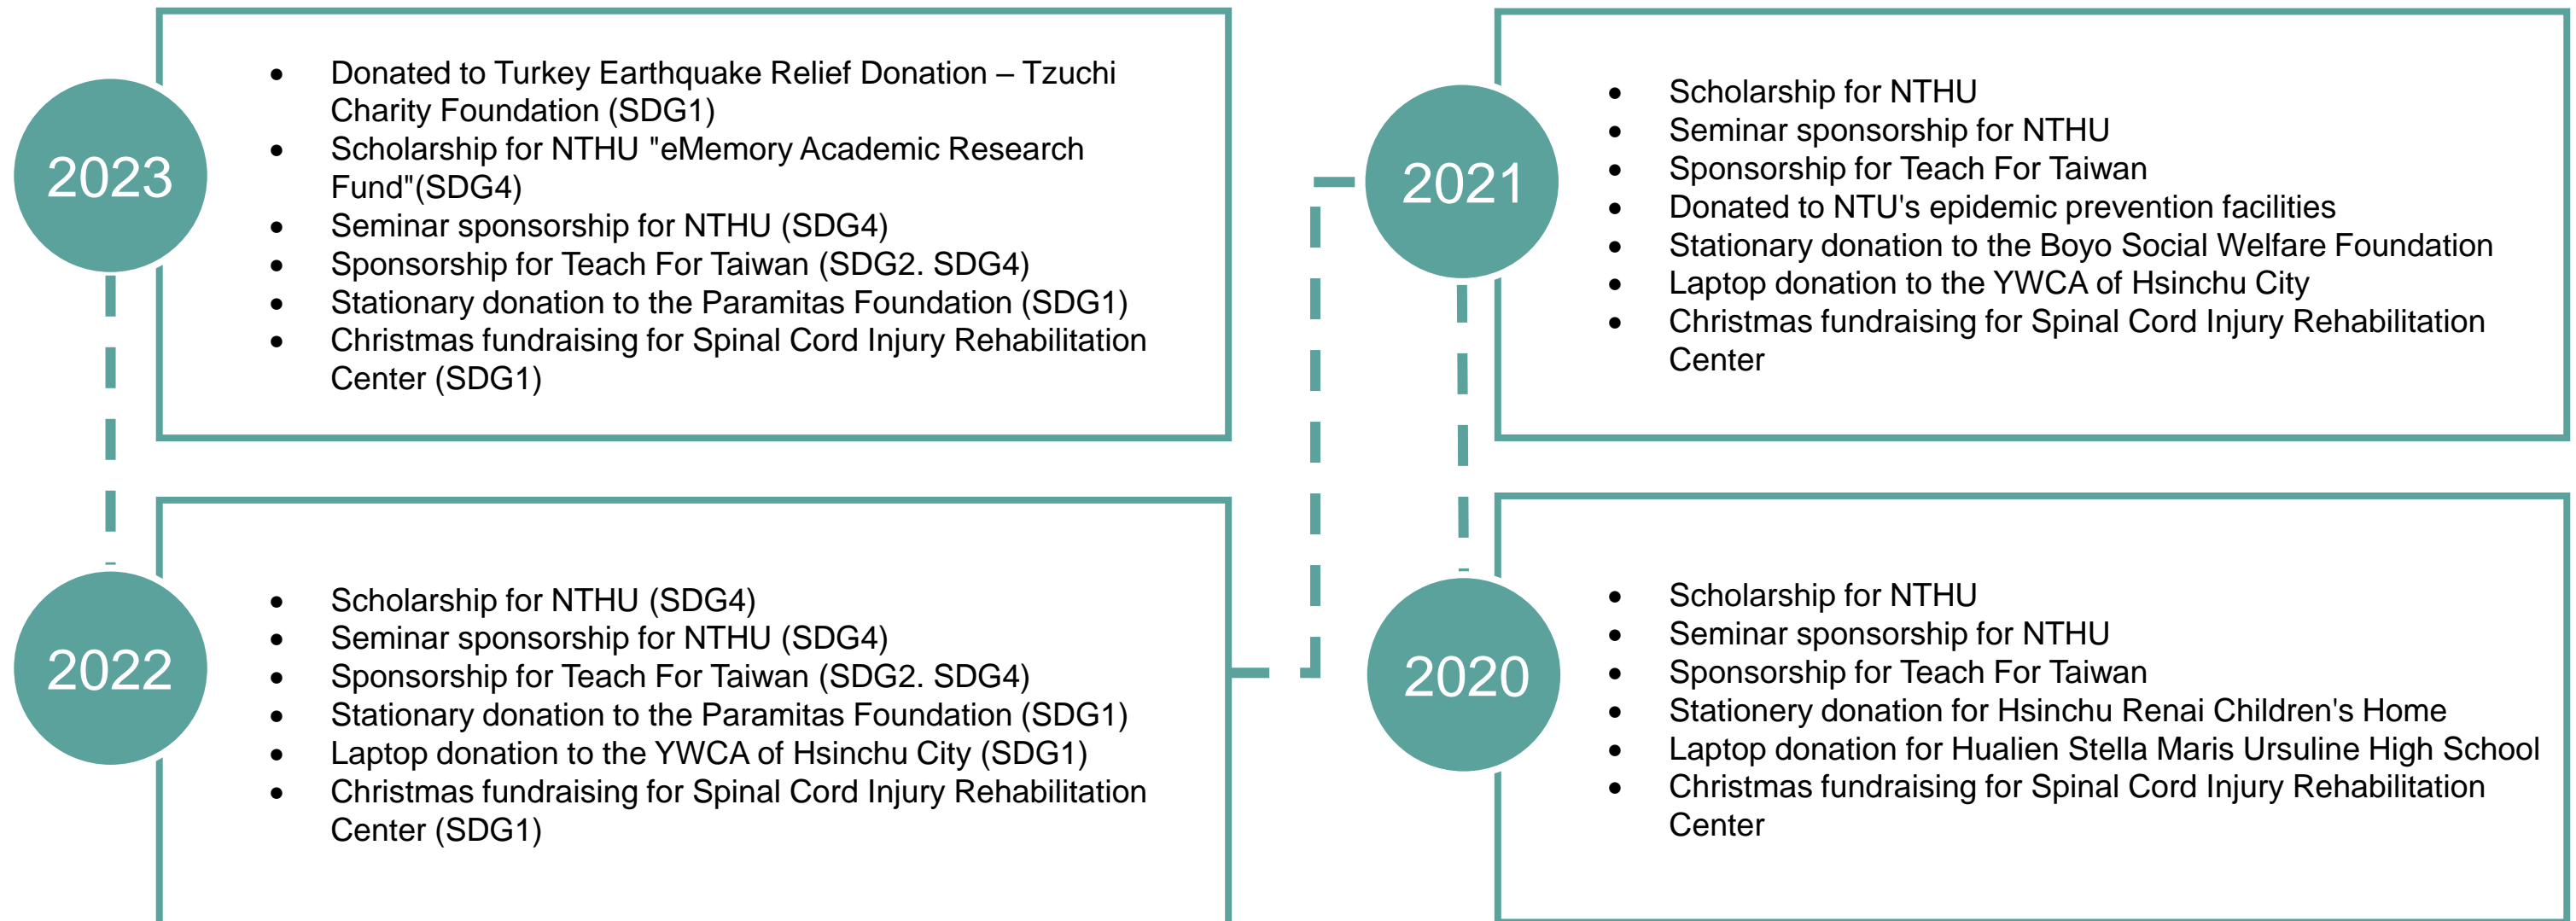 2023
• Donated to Turkey Earthquake Relief Donation – Tzuchi
Charity Foundation (SDG1)
• Scholarship for NTHU "eMemory Academic Research
Fund"(SDG4)
• Seminar sponsorship for NTHU (SDG4)
• Sponsorship for Teach For Taiwan (SDG2. SDG4)
• Stationary donation to the Paramitas Foundation (SDG1)
• Christmas fundraising for Spinal Cord Injury Rehabilitation
Center (SDG1)
2022
• Scholarship for NTHU (SDG4)
• Seminar sponsorship for NTHU (SDG4)
• Sponsorship for Teach For Taiwan (SDG2. SDG4)
• Stationary donation to the Paramitas Foundation (SDG1)
• Laptop donation to the YWCA of Hsinchu City (SDG1)
• Christmas fundraising for Spinal Cord Injury Rehabilitation
Center (SDG1)
2021
• Scholarship for NTHU
• Seminar sponsorship for NTHU
• Sponsorship for Teach For Taiwan
• Donated to NTU's epidemic prevention facilities
• Stationary donation to the Boyo Social Welfare Foundation
• Laptop donation to the YWCA of Hsinchu City
• Christmas fundraising for Spinal Cord Injury Rehabilitation
Center
2020
• Scholarship for NTHU
• Seminar sponsorship for NTHU
• Sponsorship for Teach For Taiwan
• Stationery donation for Hsinchu Renai Children's Home
• Laptop donation for Hualien Stella Maris Ursuline High School
• Christmas fundraising for Spinal Cord Injury Rehabilitation
Center